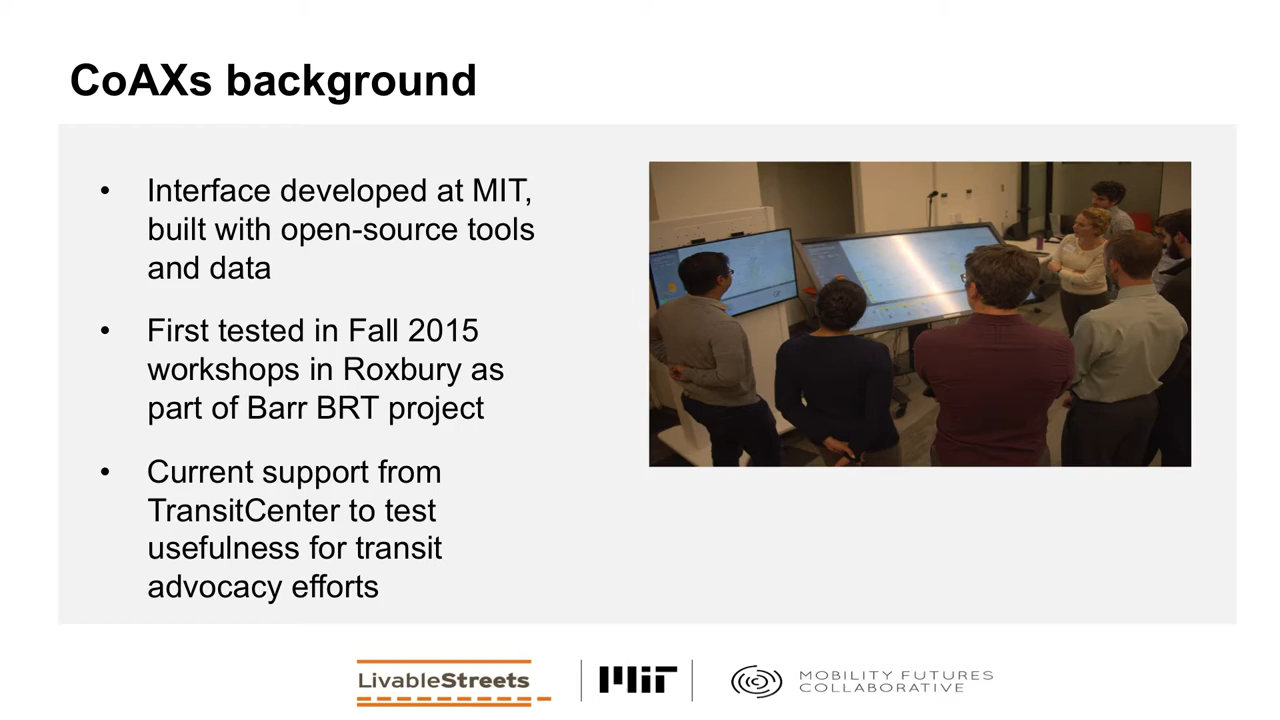 CoAXs background
• Interface developed at MIT,
built with open-source tools
and data
• First tested in Fall 2015
workshops in Roxbury as
part of Barr BRT project
• Current support from
TransitCenter to test
usefulness for transit
advocacy efforts
LivableStreets
MIT
MOBILITY FUTURES
COLLABORATIVE